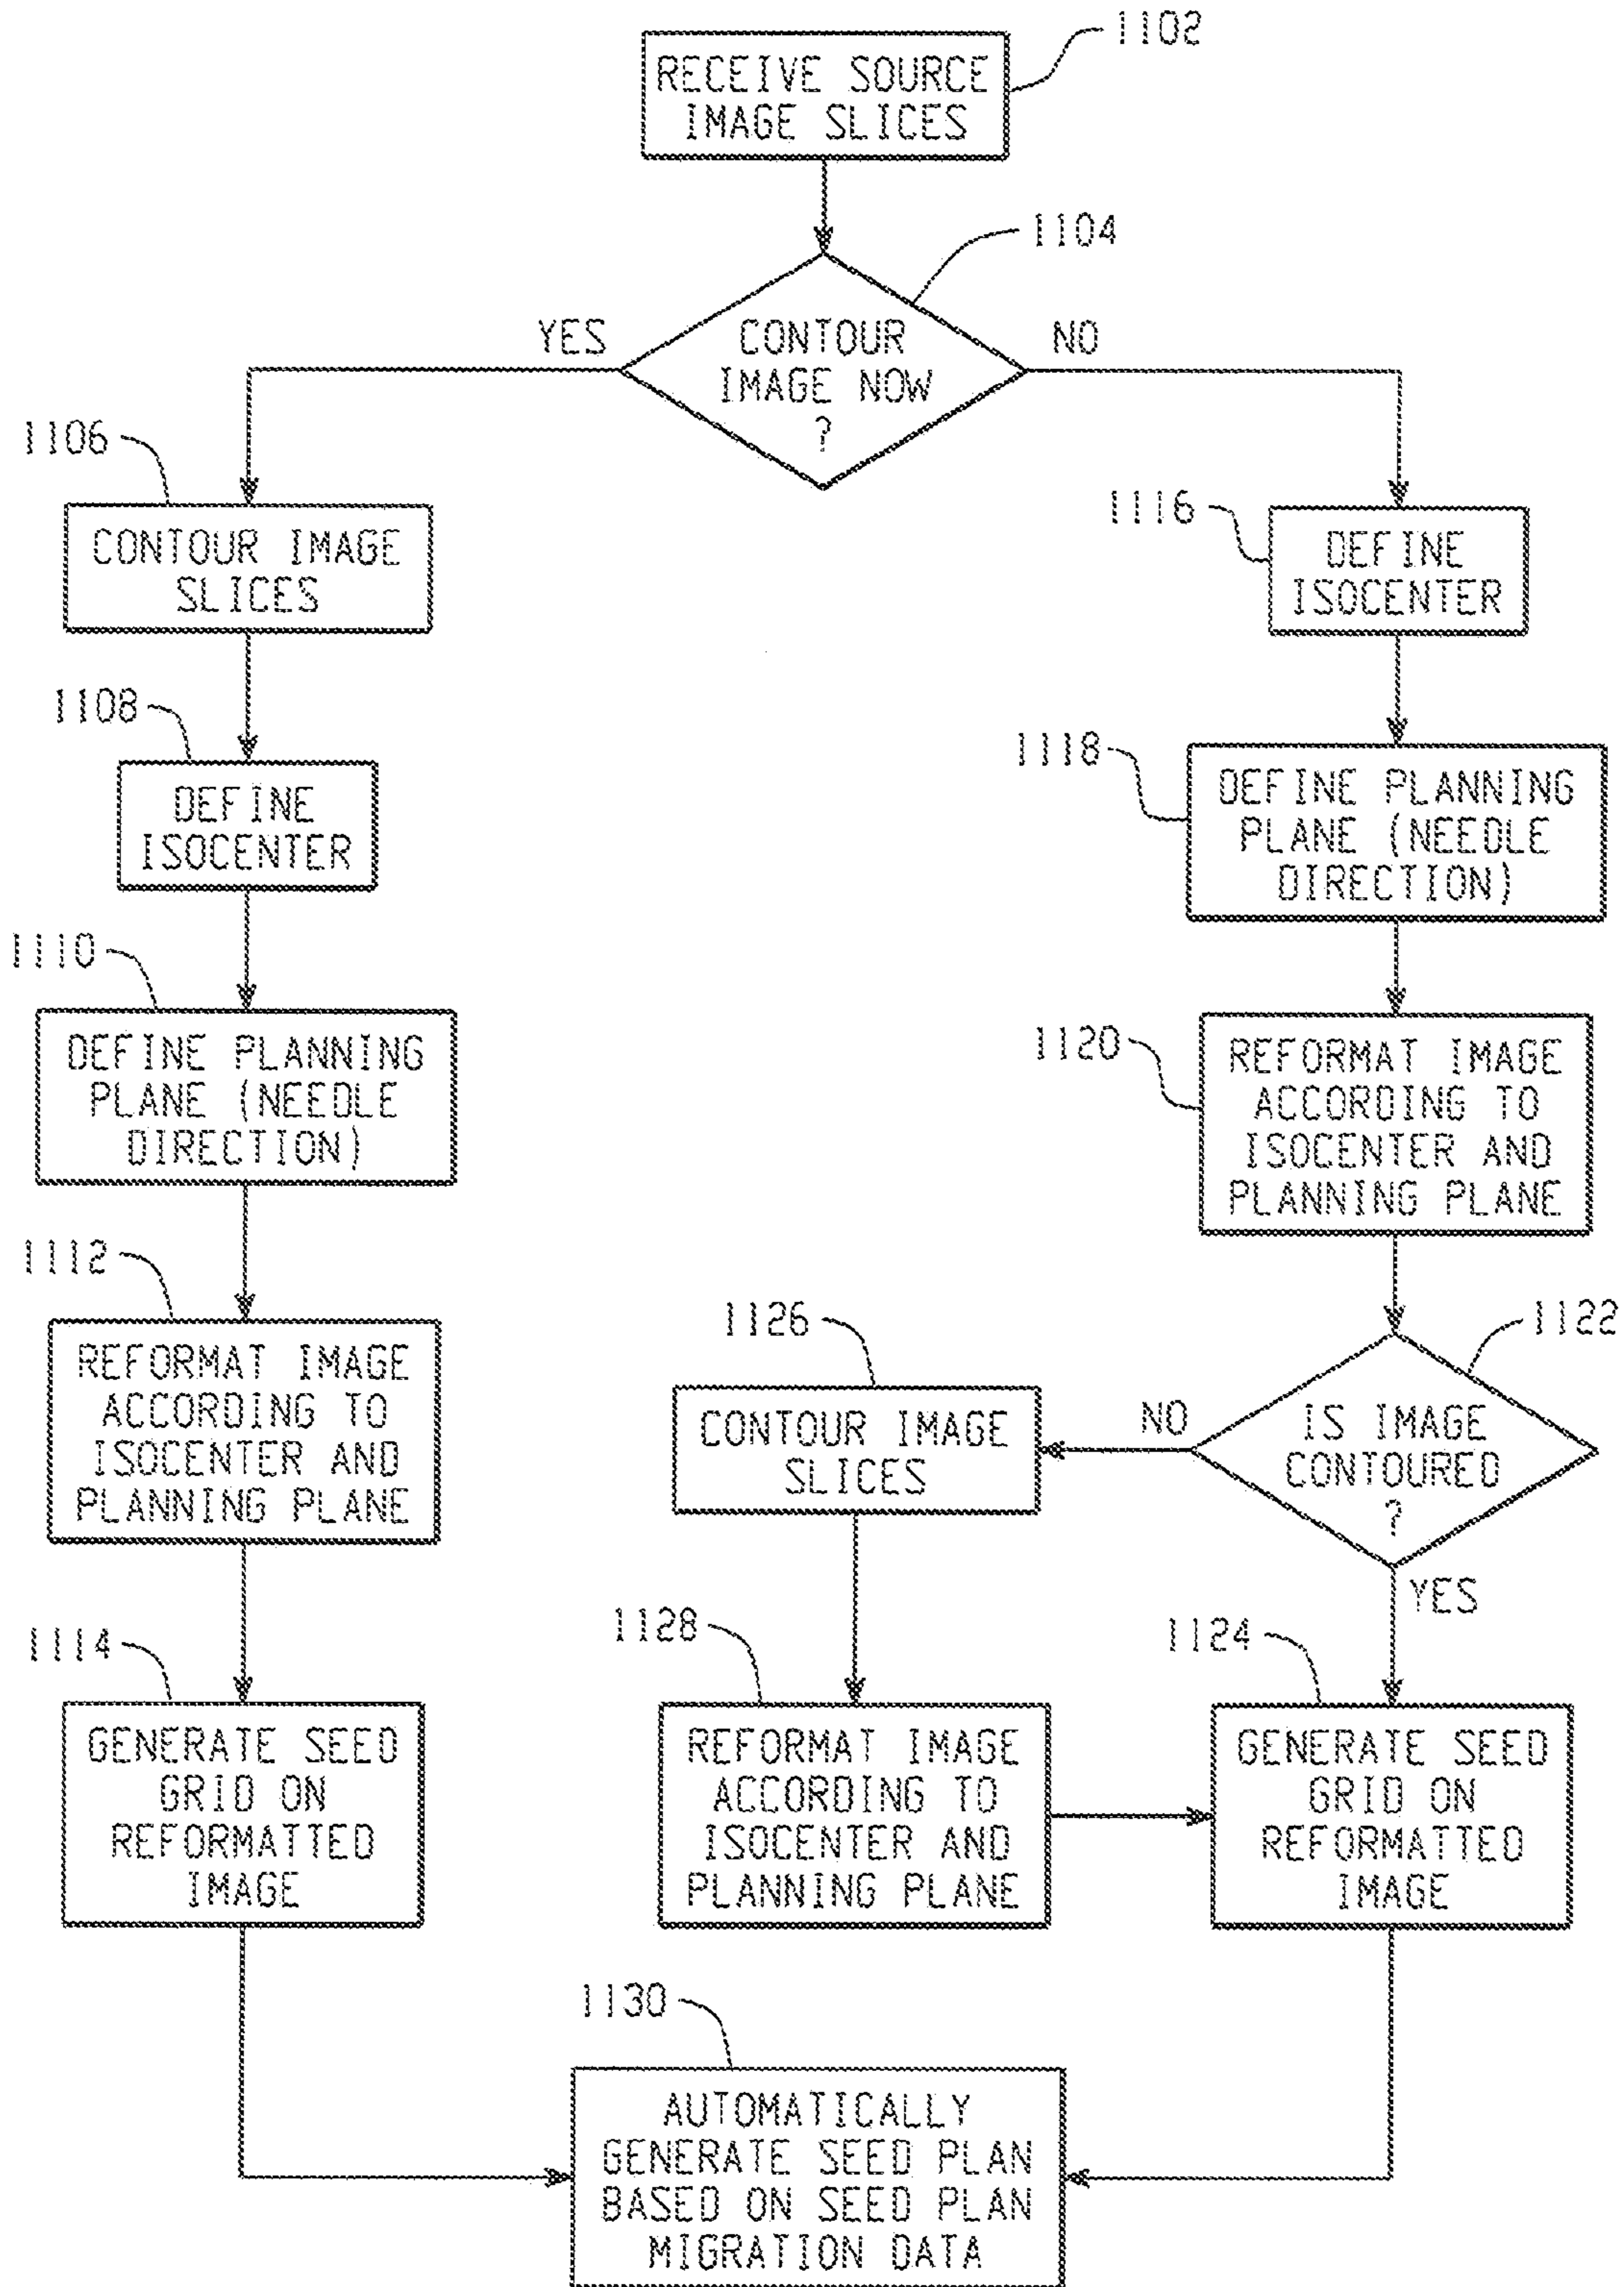 1102
RECEIVE SOURCE
IMAGE SLICES
1104
YES
CONTOUR
IMAGE NOW
?
NO
1106
CONTOUR IMAGE
SLICES
1108
DEFINE
ISOCENTER
1110
DEFINE PLANNING
PLANE (NEEDLE
DIRECTION)
1112
REFORMAT IMAGE
ACCORDING TO
ISOCENTER AND
PLANNING PLANE
1114
GENERATE SEED
GRID ON
REFORMATTED
IMAGE
1116
DEFINE
ISOCENTER
1118
DEFINE PLANNING
PLANE (NEEDLE
DIRECTION)
1120
REFORMAT IMAGE
ACCORDING TO
ISOCENTER AND
PLANNING PLANE
1122
IS IMAGE
CONTOURED
?
NO
YES
1126
CONTOUR IMAGE
SLICES
1128
REFORMAT IMAGE
ACCORDING TO
ISOCENTER AND
PLANNING PLANE
1124
GENERATE SEED
GRID ON
REFORMATTED
IMAGE
1130
AUTOMATICALLY
GENERATE SEED PLAN
BASED ON SEED PLAN
MIGRATION DATA